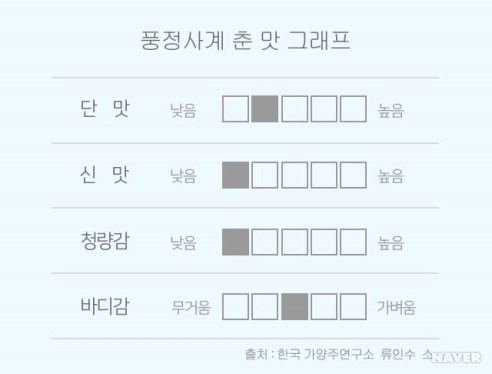 풍정사계 춘 맛 그래프
단 맛 낮음 높음
신 맛 낮음 높음
청량감 낮음 높음
바디감 무거움 가벼움
출처 : 한국 가양주연구소 류인수 소
NAVER